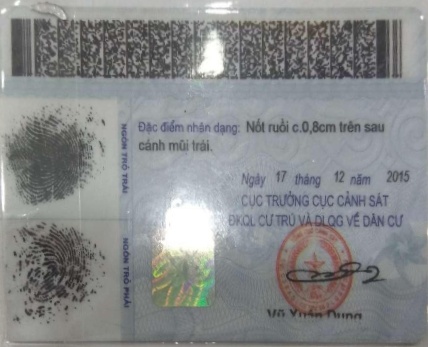 Đặc điểm nhận dạng: Nốt ruồi c.0,8cm trên sau
cánh mũi trái.
NGÓN TRỎ TRÁI
Ngày 17 tháng 12 năm 2015
CỤC TRƯỞNG CỤC CẢNH SÁT
ĐKQL CƯ TRÚ VÀ DLQG VỀ DÂN CƯ
NGÓN TRỎ PHẢI
Vũ Xuân Dung